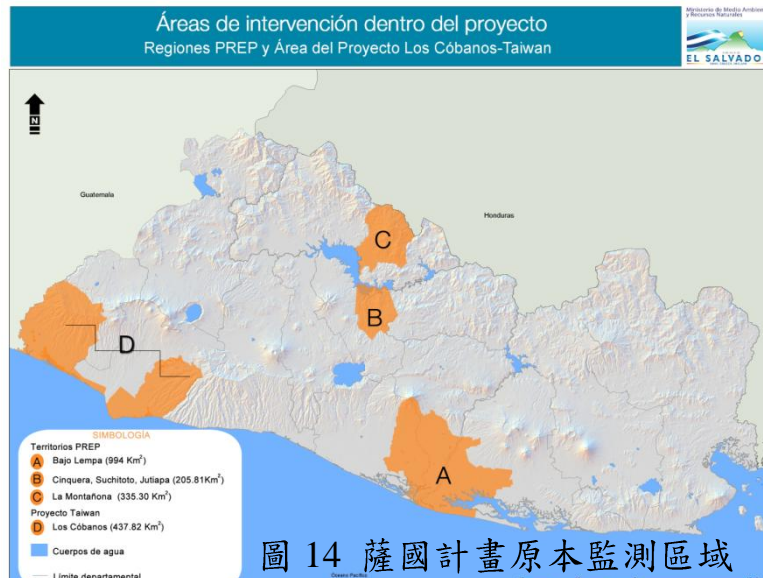 Áreas de intervención dentro del proyecto
Regiones PREP y Área del Proyecto Los Cóbanos-Taiwan
Ministerio de Medio Ambien
y Recursos Naturales
EL SALVADO
N
Guatemala
Honduras
C
B
D
A
SIMBOLOGÍA
Territorios PREP
A Bajo Lempa (994 Km²)
B Cinquera, Suchitoto, Jutiapa (205.81Km²)
C La Montañona (335.30 Km²)
Proyecto Taiwan
D Los Cóbanos (437.82 Km²)
Cuerpos de agua
Límite departamental
Océano Pacífico
圖 14 薩國計畫原本監測區域